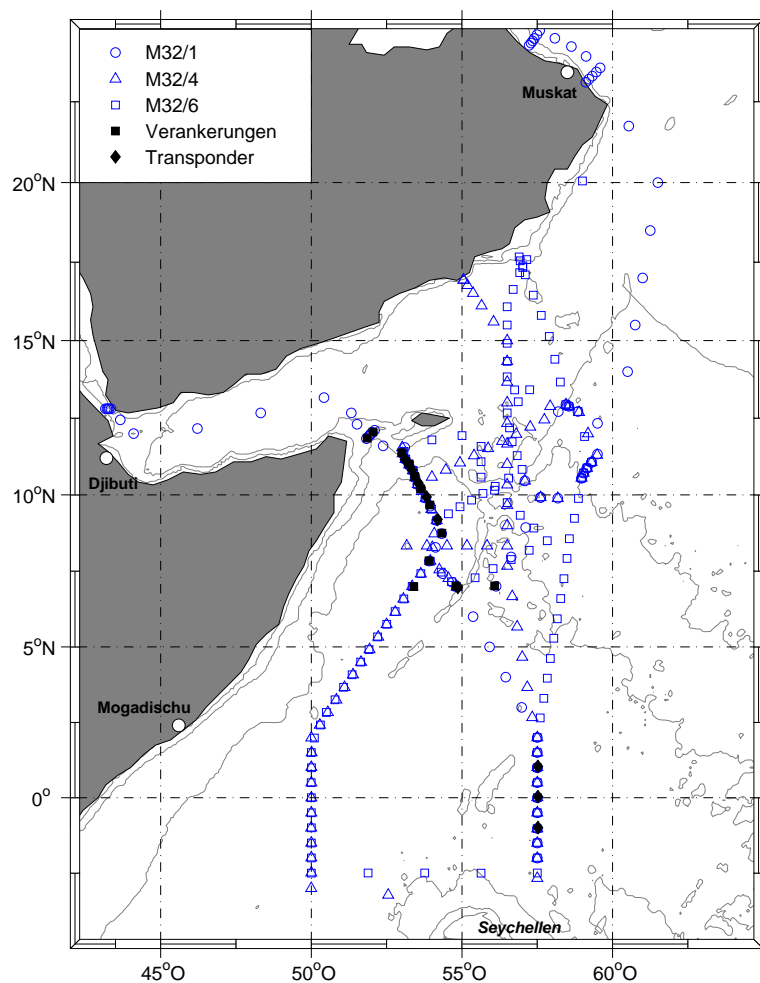 M32/1
M32/4
M32/6
Verankerungen
Transponder
Muskat
20°N
15°N
Djibuti
10°N
5°N
Mogadischu
0°
Seychellen
45°O 50°O 55°O 60°O